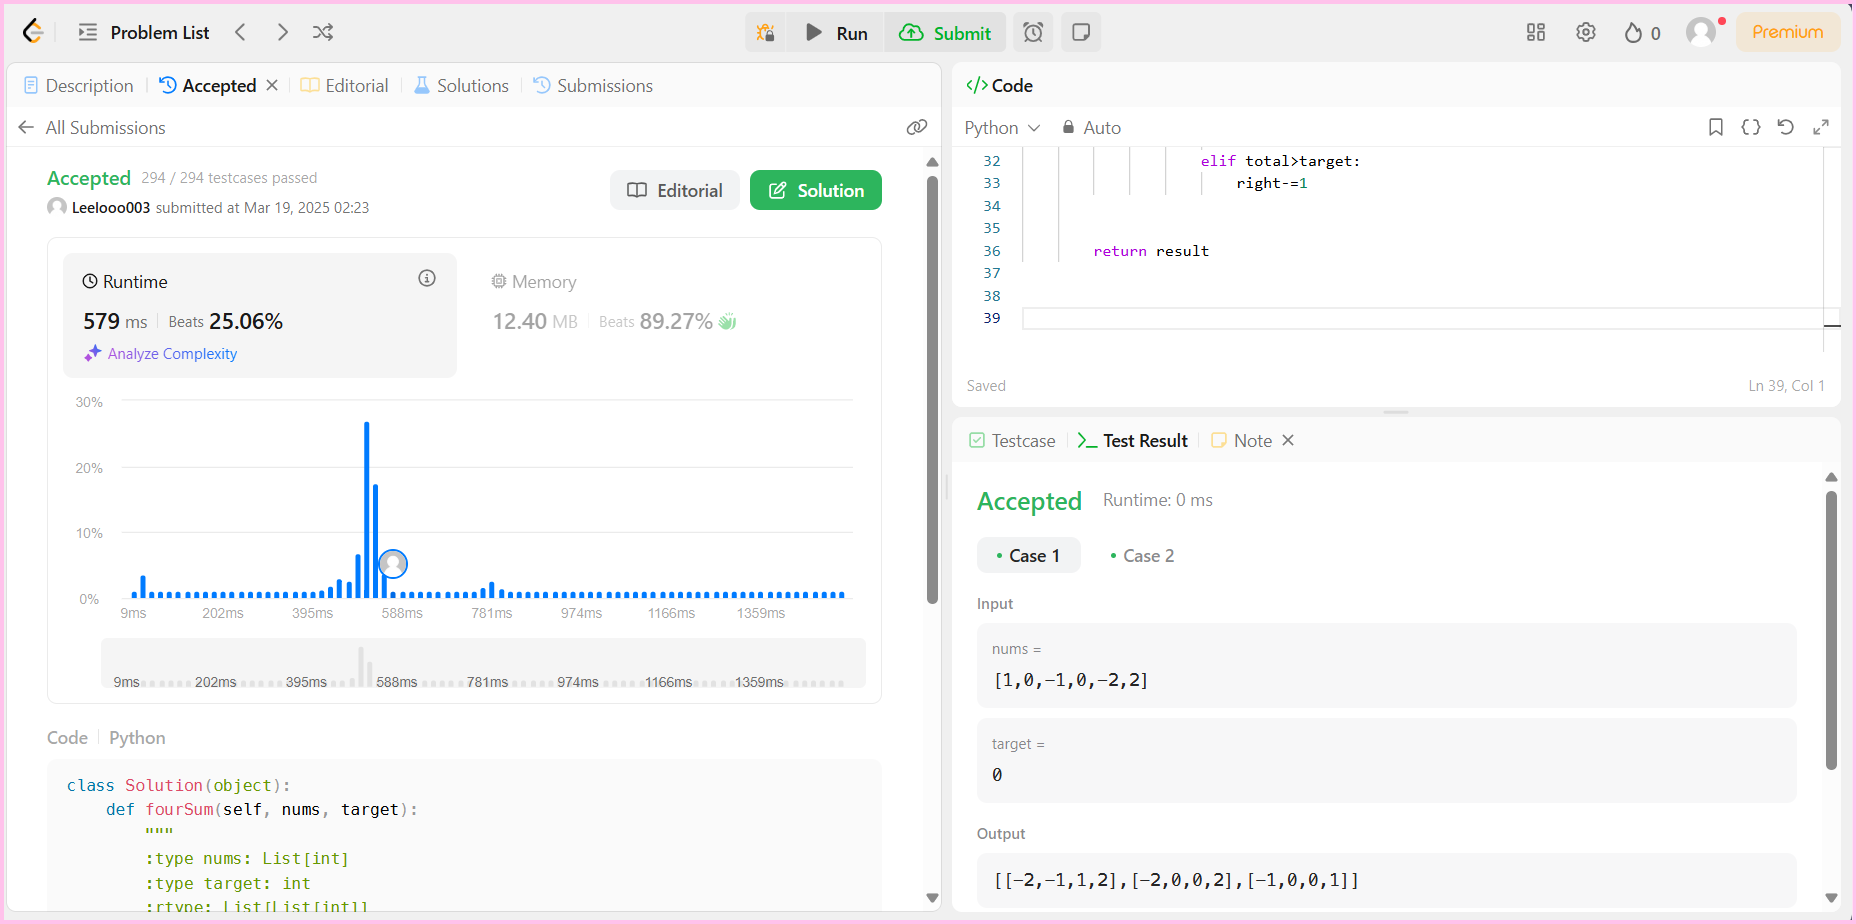 Problem List
Run
Submit
0
Premium
Description
Accepted
Editorial
Solutions
Submissions
All Submissions
Accepted 294 / 294 testcases passed
Leelooo003 submitted at Mar 19, 2025 02:23
Editorial
Solution
Runtime
579 ms
Beats 25.06%
Analyze Complexity
Memory
12.40 MB
Beats 89.27%
30%
20%
10%
0%
9ms 202ms 395ms 588ms 781ms 974ms 1166ms 1359ms
9ms 202ms 395ms 588ms 781ms 974ms 1166ms 1359ms
Code
Python
class Solution(object):
def fourSum(self, nums, target):
"""
:type nums: List[int]
:type target: int
:rtype: List[List[int]]
</> Code
Python
Auto
32 elif total>target:
33 right-=1
34
35
36 return result
37
38
39
Saved
Ln 39, Col 1
Testcase
Test Result
Note
Accepted
Runtime: 0 ms
Case 1
Case 2
Input
nums =
[1,0,-1,0,-2,2]
target =
0
Output
[[-2,-1,1,2],[-2,0,0,2],[-1,0,0,1]]